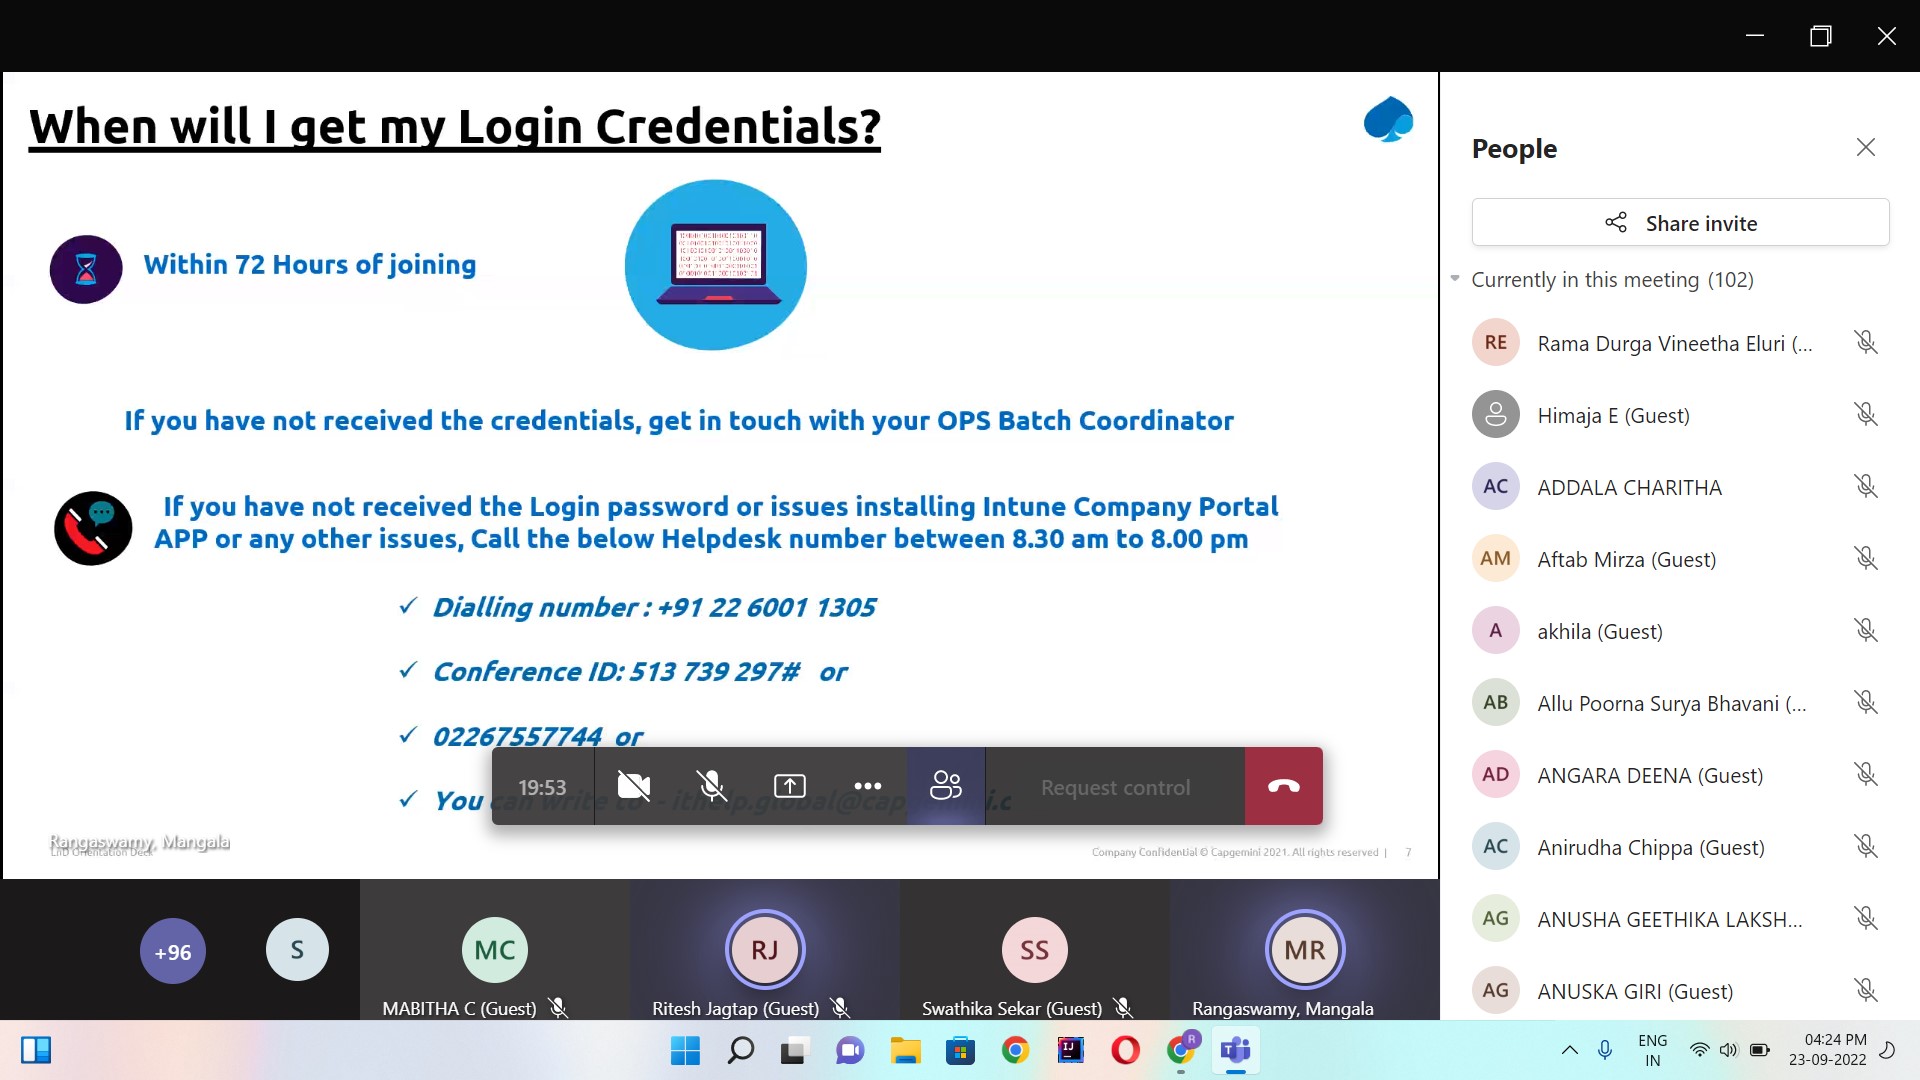 When will I get my Login Credentials?
Within 72 Hours of joining
If you have not received the credentials, get in touch with your OPS Batch Coordinator
If you have not received the Login password or issues installing Intune Company Portal
APP or any other issues, Call the below Helpdesk number between 8.30 am to 8.00 pm
✓ Dialling number : +91 22 6001 1305
✓ Conference ID: 513 739 297# or
✓ 02267557744 or
✓ You can write to - ithelp.global@capgemini.c
19:53
Request control
Rangaswamy, Mangala
LnD Orientation Deck
Company Confidential © Capgemini 2021. All rights reserved | 7
+96
S
MC
MABITHA C (Guest)
RJ
Ritesh Jagtap (Guest)
SS
Swathika Sekar (Guest)
MR
Rangaswamy, Mangala
People
Share invite
Currently in this meeting (102)
RE Rama Durga Vineetha Eluri (...
Himaja E (Guest)
AC ADDALA CHARITHA
AM Aftab Mirza (Guest)
A akhila (Guest)
AB Allu Poorna Surya Bhavani (...
AD ANGARA DEENA (Guest)
AC Anirudha Chippa (Guest)
AG ANUSHA GEETHIKA LAKSH...
AG ANUSKA GIRI (Guest)
IJ
R
T
ENG
IN
04:24 PM
23-09-2022